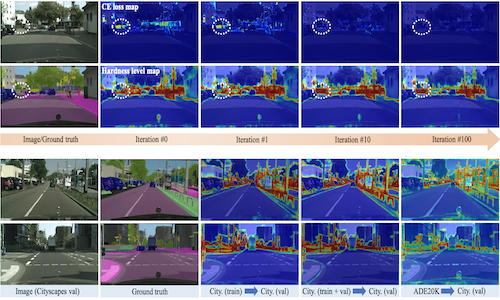 CE loss map
Hardness level map
Image/Ground truth
Iteration #0
Iteration #1
Iteration #10
Iteration #100
Image (Cityscapes val)
Ground truth
City. (train) City. (val)
City. (train + val) City. (val)
ADE20K City. (val)